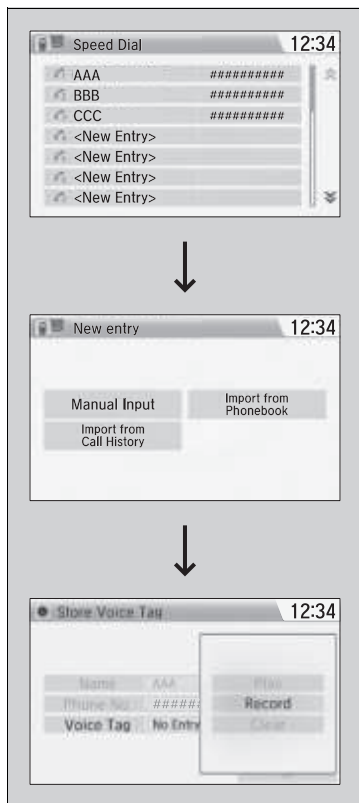 Speed Dial 12:34
AAA ##########
BBB ##########
CCC ##########
<New Entry>
<New Entry>
<New Entry>
<New Entry>
New entry 12:34
Manual Input
Import from
Phonebook
Import from
Call History
Store Voice Tag 12:34
Name AAA Play
Phone No. ###### Record
Voice Tag No Entry Clear